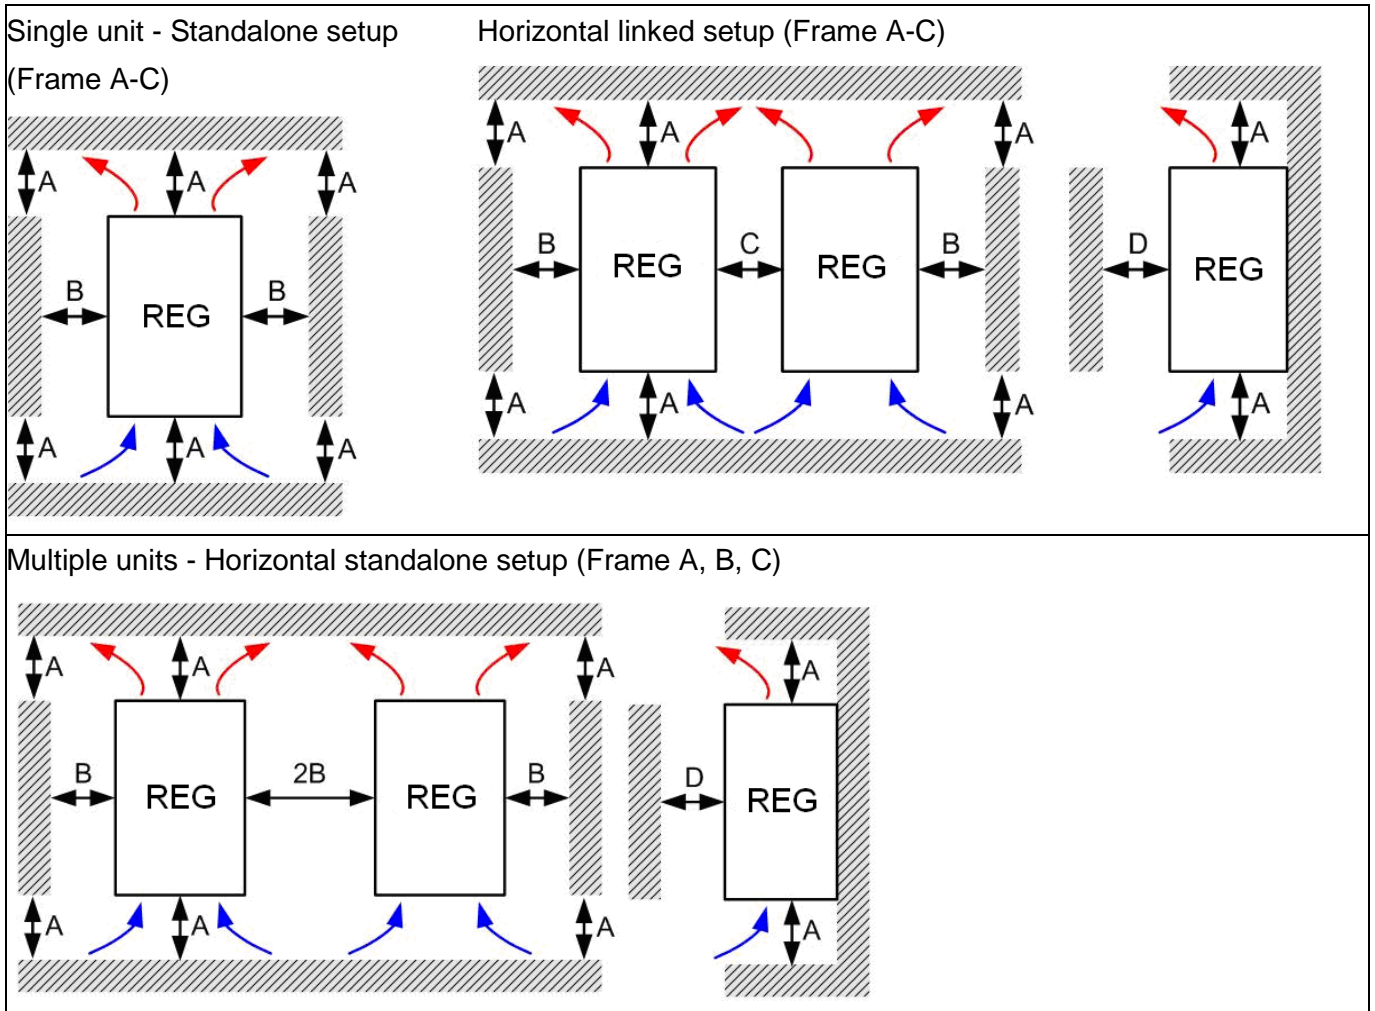 Single unit - Standalone setup
(Frame A-C)
A A A
B REG B
A A A
Horizontal linked setup (Frame A-C)
A A A A
B REG C REG B D REG
A A A A
Multiple units - Horizontal standalone setup (Frame A, B, C)
A A A A
B REG 2B REG B D REG
A A A A